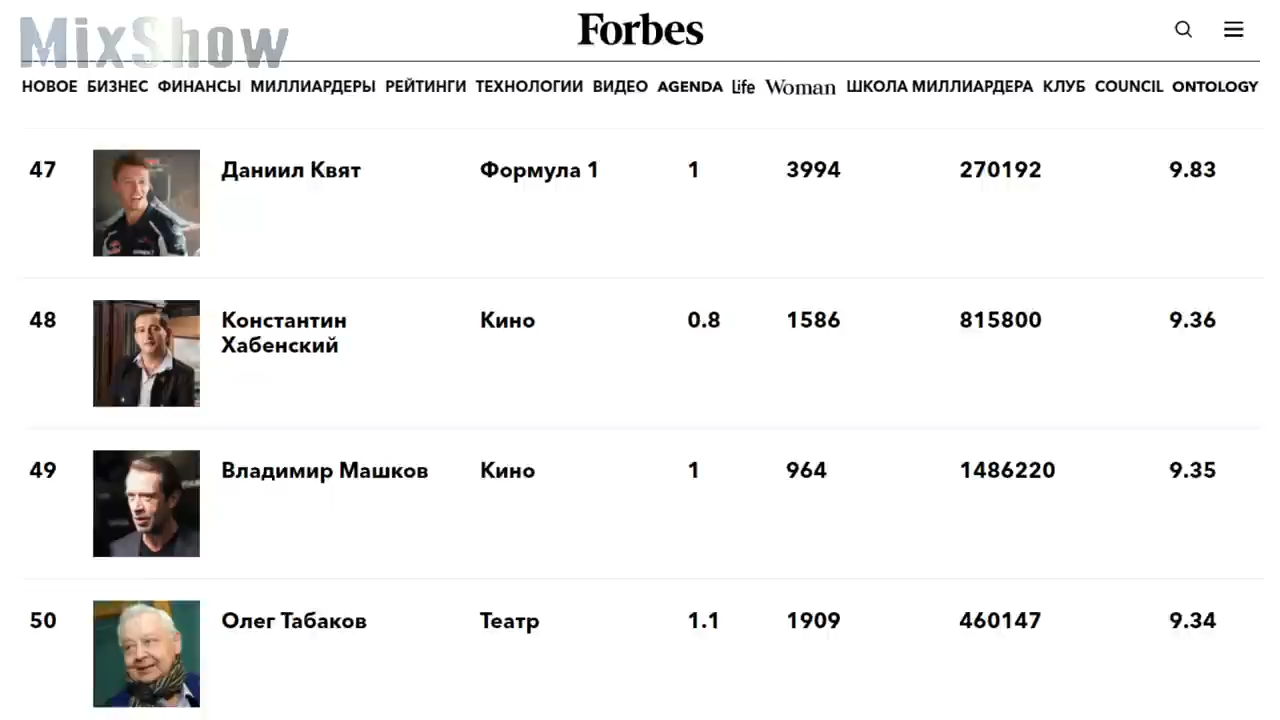 MixShow
Forbes
НОВОЕ БИЗНЕС ФИНАНСЫ МИЛЛИАРДЕРЫ РЕЙТИНГИ ТЕХНОЛОГИИ ВИДЕО AGENDA Life Woman ШКОЛА МИЛЛИАРДЕРА КЛУБ COUNCIL ONTOLOGY
47 Даниил Квят Формула 1 1 3994 270192 9.83
48 Константин Кино 0.8 1586 815800 9.36
Хабенский
49 Владимир Машков Кино 1 964 1486220 9.35
50 Олег Табаков Театр 1.1 1909 460147 9.34